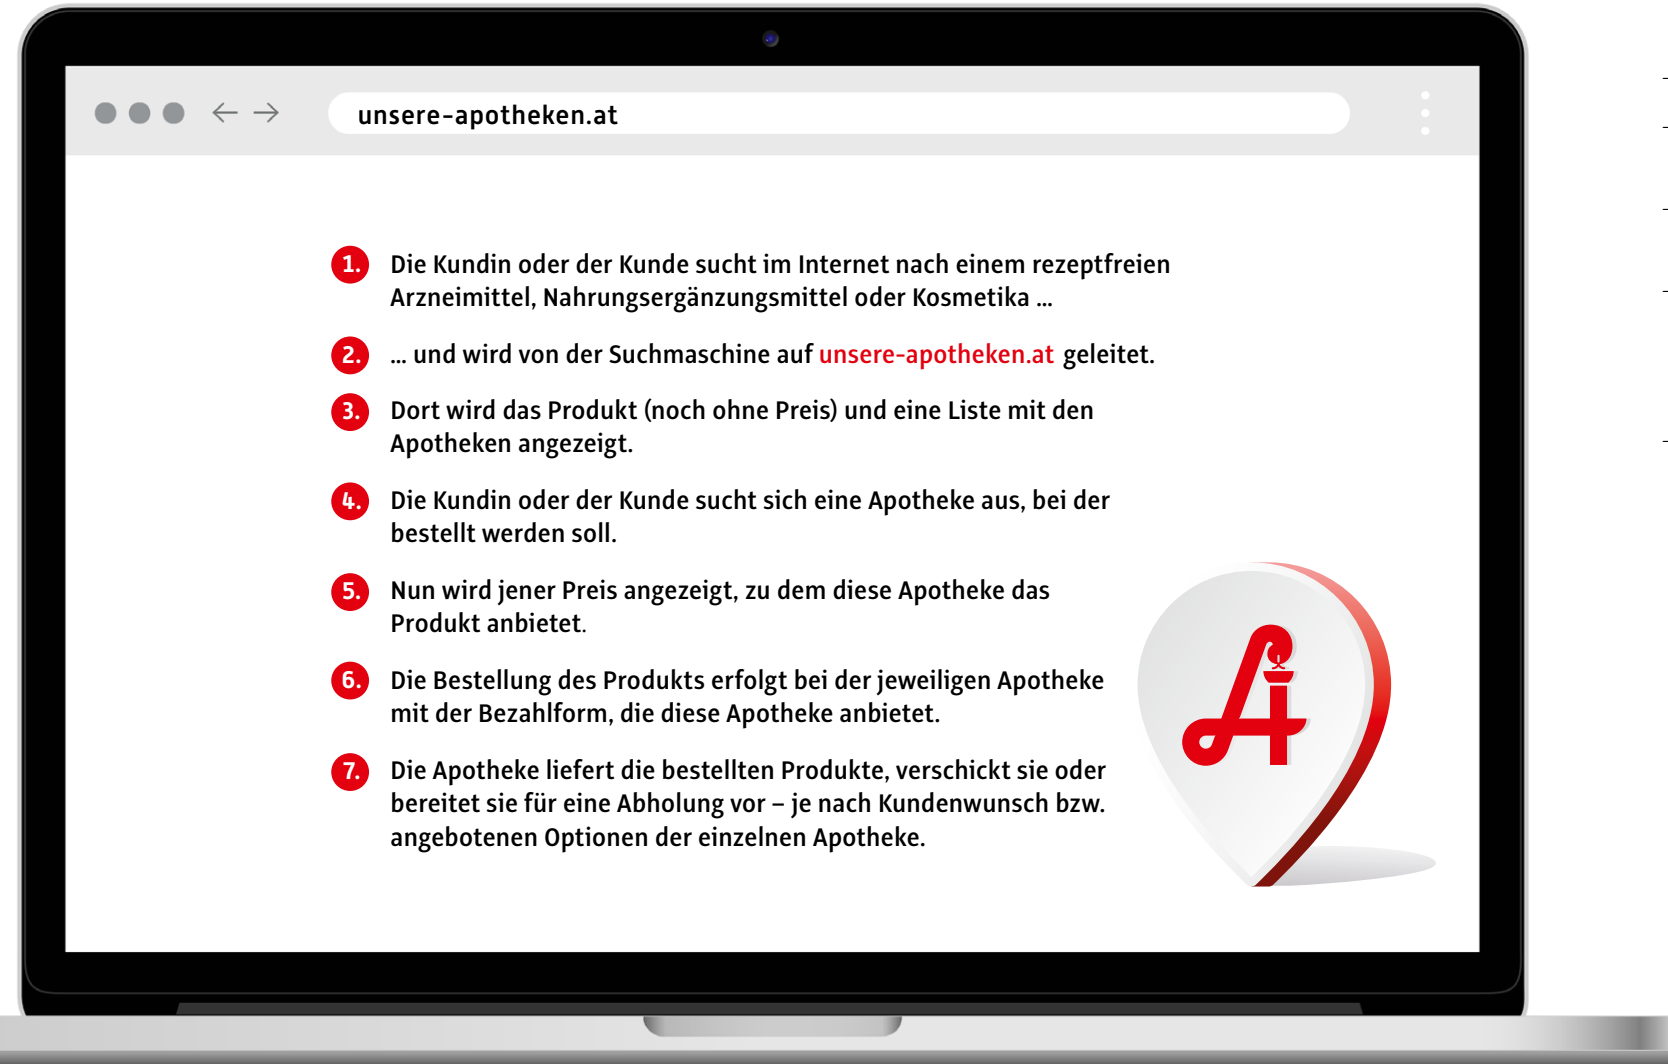 unsere-apotheken.at
1. Die Kundin oder der Kunde sucht im Internet nach einem rezeptfreien
Arzneimittel, Nahrungsergänzungsmittel oder Kosmetika ...
2. ... und wird von der Suchmaschine auf unsere-apotheken.at geleitet.
3. Dort wird das Produkt (noch ohne Preis) und eine Liste mit den
Apotheken angezeigt.
4. Die Kundin oder der Kunde sucht sich eine Apotheke aus, bei der
bestellt werden soll.
5. Nun wird jener Preis angezeigt, zu dem diese Apotheke das
Produkt anbietet.
6. Die Bestellung des Produkts erfolgt bei der jeweiligen Apotheke
mit der Bezahlform, die diese Apotheke anbietet.
7. Die Apotheke liefert die bestellten Produkte, verschickt sie oder
bereitet sie für eine Abholung vor – je nach Kundenwunsch bzw.
angebotenen Optionen der einzelnen Apotheke.